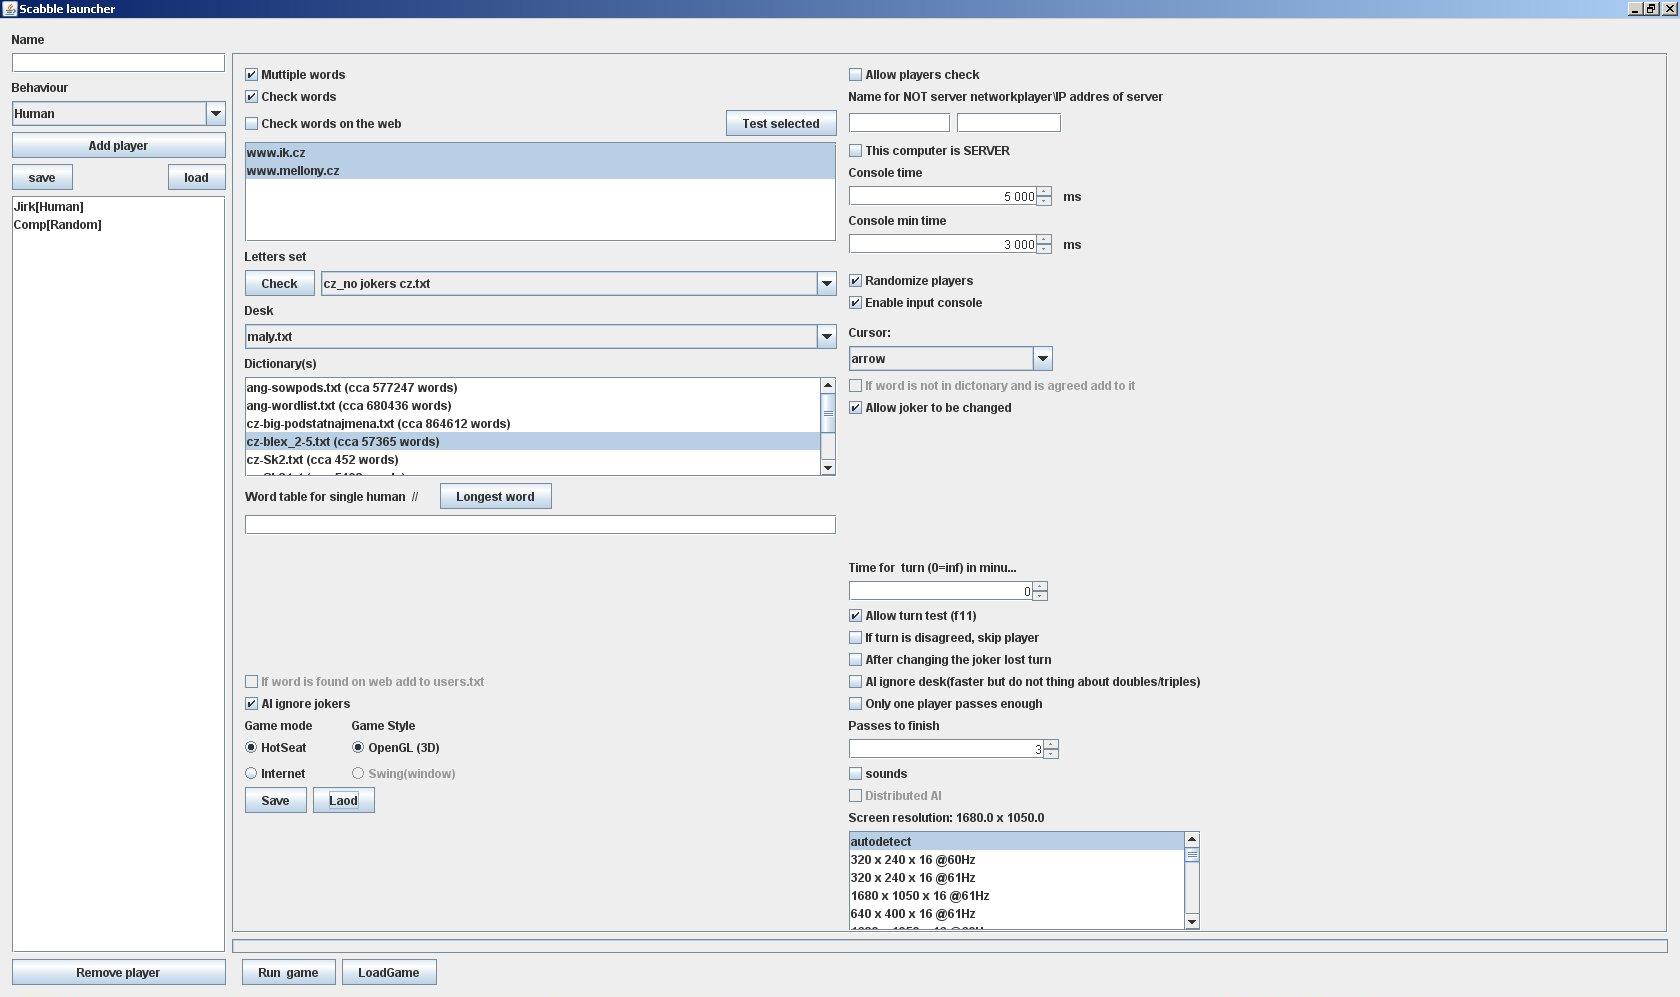 Scabble launcher
Name
Behaviour
Human
Add player
save load
Jirk[Human]
Comp[Random]
Remove player
Multiple words
Check words
Check words on the web
Test selected
www.ik.cz
www.mellony.cz
Letters set
Check
cz_no jokers cz.txt
Desk
maly.txt
Dictionary(s)
ang-sowpods.txt (cca 577247 words)
ang-wordlist.txt (cca 680436 words)
cz-big-podstatnajmena.txt (cca 864612 words)
cz-blex_2-5.txt (cca 57365 words)
cz-Sk2.txt (cca 452 words)
Word table for single human //
Longest word
If word is found on web add to users.txt
AI ignore jokers
Game mode Game Style
HotSeat OpenGL (3D)
Internet Swing(window)
Save Laod
Allow players check
Name for NOT server networkplayer\IP addres of server
This computer is SERVER
Console time
5 000 ms
Console min time
3 000 ms
Randomize players
Enable input console
Cursor:
arrow
If word is not in dictonary and is agreed add to it
Allow joker to be changed
Time for turn (0=inf) in minu...
0
Allow turn test (f11)
If turn is disagreed, skip player
After changing the joker lost turn
AI ignore desk(faster but do not thing about doubles/triples)
Only one player passes enough
Passes to finish
3
sounds
Distributed AI
Screen resolution: 1680.0 x 1050.0
autodetect
320 x 240 x 16 @60Hz
320 x 240 x 16 @61Hz
1680 x 1050 x 16 @61Hz
640 x 400 x 16 @61Hz
Run game LoadGame